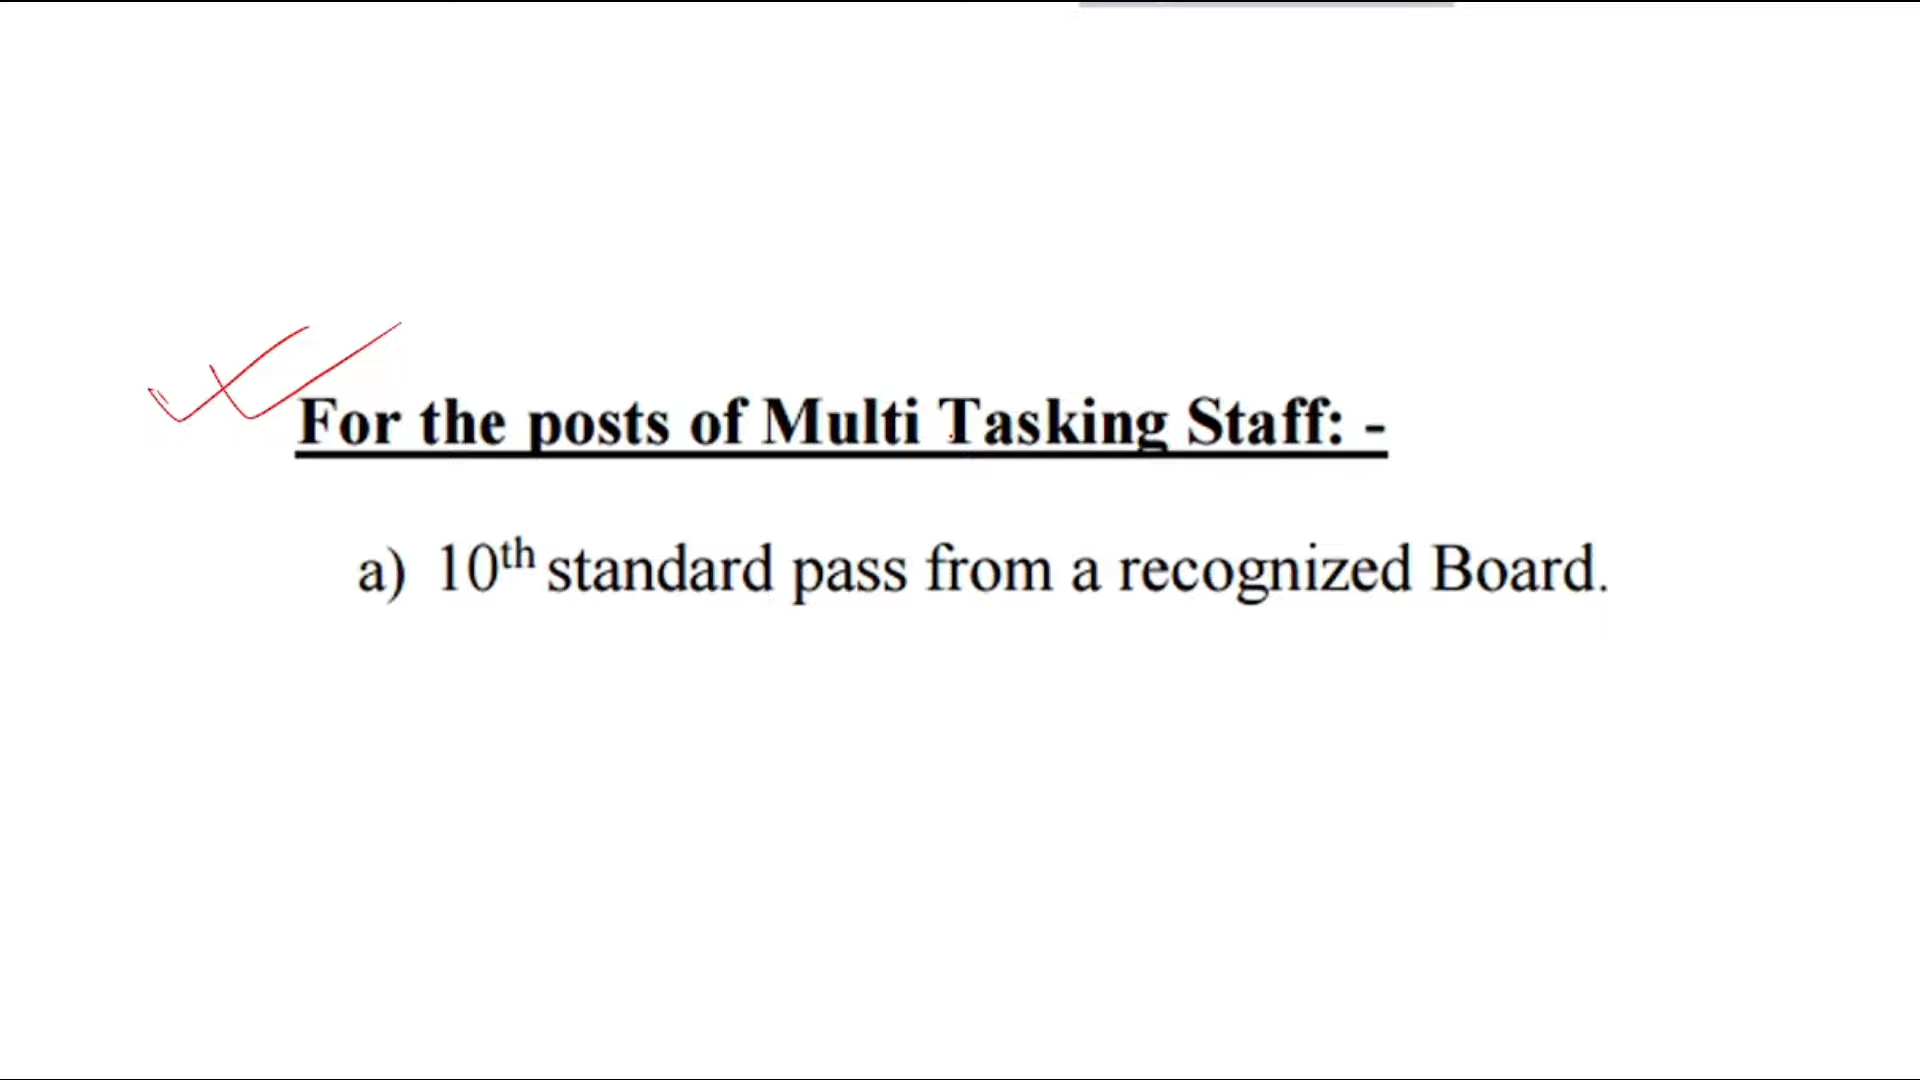 For the posts of Multi Tasking Staff: -
a) 10th standard pass from a recognized Board.